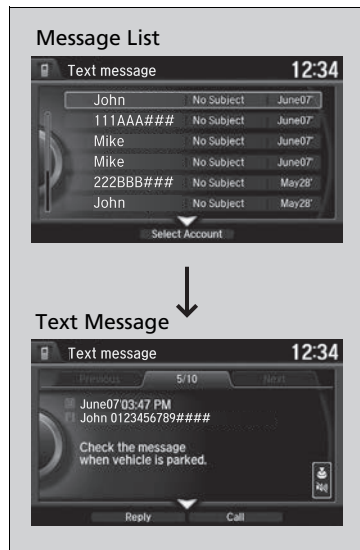 Message List
Text message 12:34
John No Subject June07'
111AAA### No Subject June07'
Mike No Subject June07'
Mike No Subject June07'
222BBB### No Subject May28'
John No Subject May28'
Select Account
Text Message
Text message 12:34
Previous 5/10 Next
June07'03:47 PM
John 0123456789####
Check the message
when vehicle is parked.
Reply Call